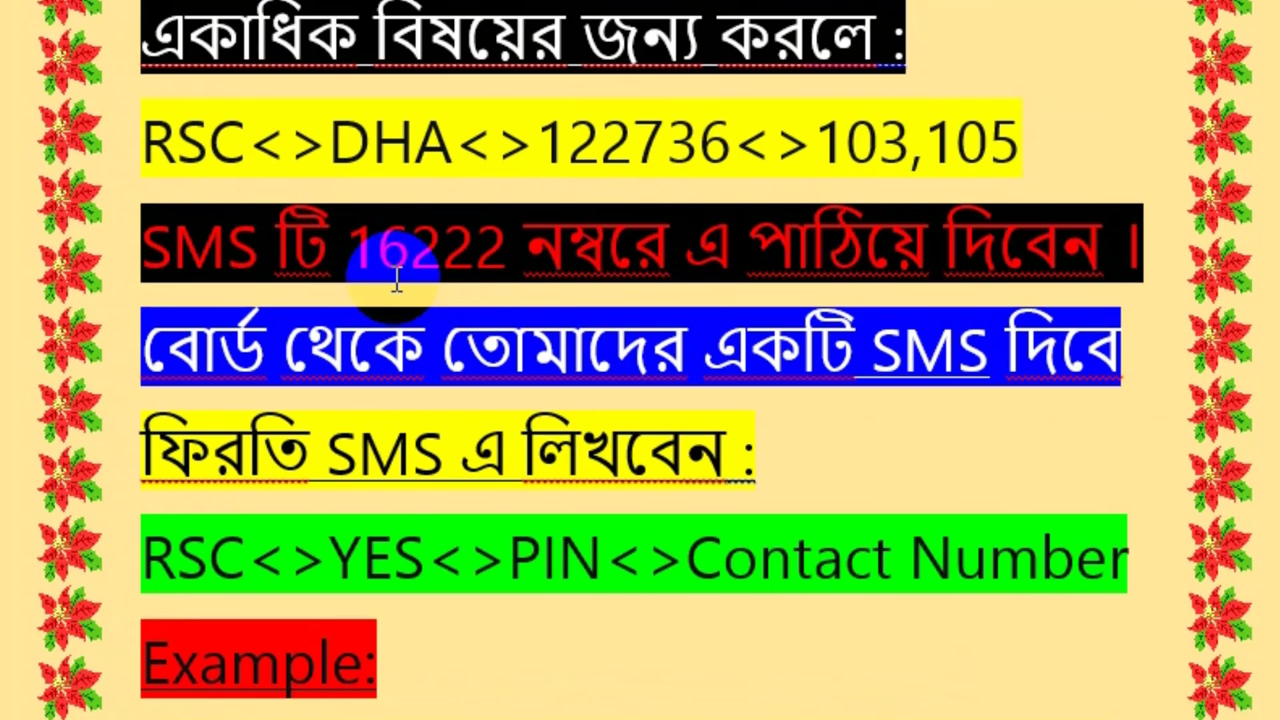 একাধিক বিষয়ের জন্য করলে :
RSC<>DHA<>122736<>103,105
SMS টি 16222 নম্বরে এ পাঠিয়ে দিবেন ।
বোর্ড থেকে তোমাদের একটি SMS দিবে
ফিরতি SMS এ লিখবেন :
RSC<>YES<>PIN<>Contact Number
Example: